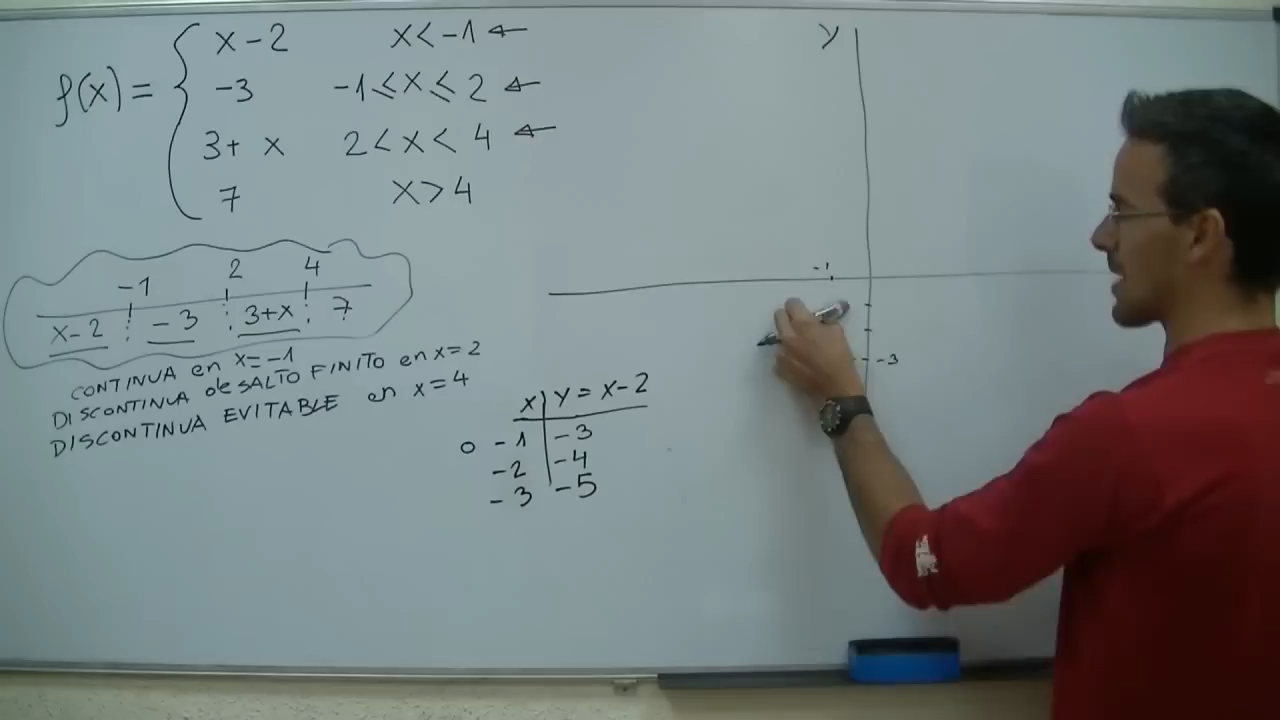 f(x) = { x - 2   x < -1 ←
-3   -1 ≤ x ≤ 2 ←
3 + x   2 < x < 4 ←
7   x > 4
-1   2   4
x - 2   -3   3+x   7
CONTINUA en x = -1
DISCONTINUA de SALTO FINITO en x = 2
DISCONTINUA EVITABLE en x = 4
x | y = x - 2
o -1 | -3
-2 | -4
-3 | -5
y
-1
-3